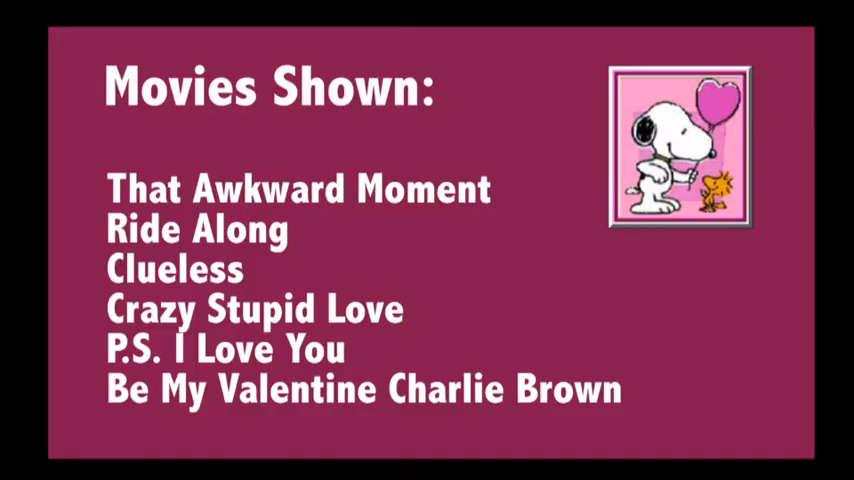 Movies Shown:
That Awkward Moment
Ride Along
Clueless
Crazy Stupid Love
P.S. I Love You
Be My Valentine Charlie Brown